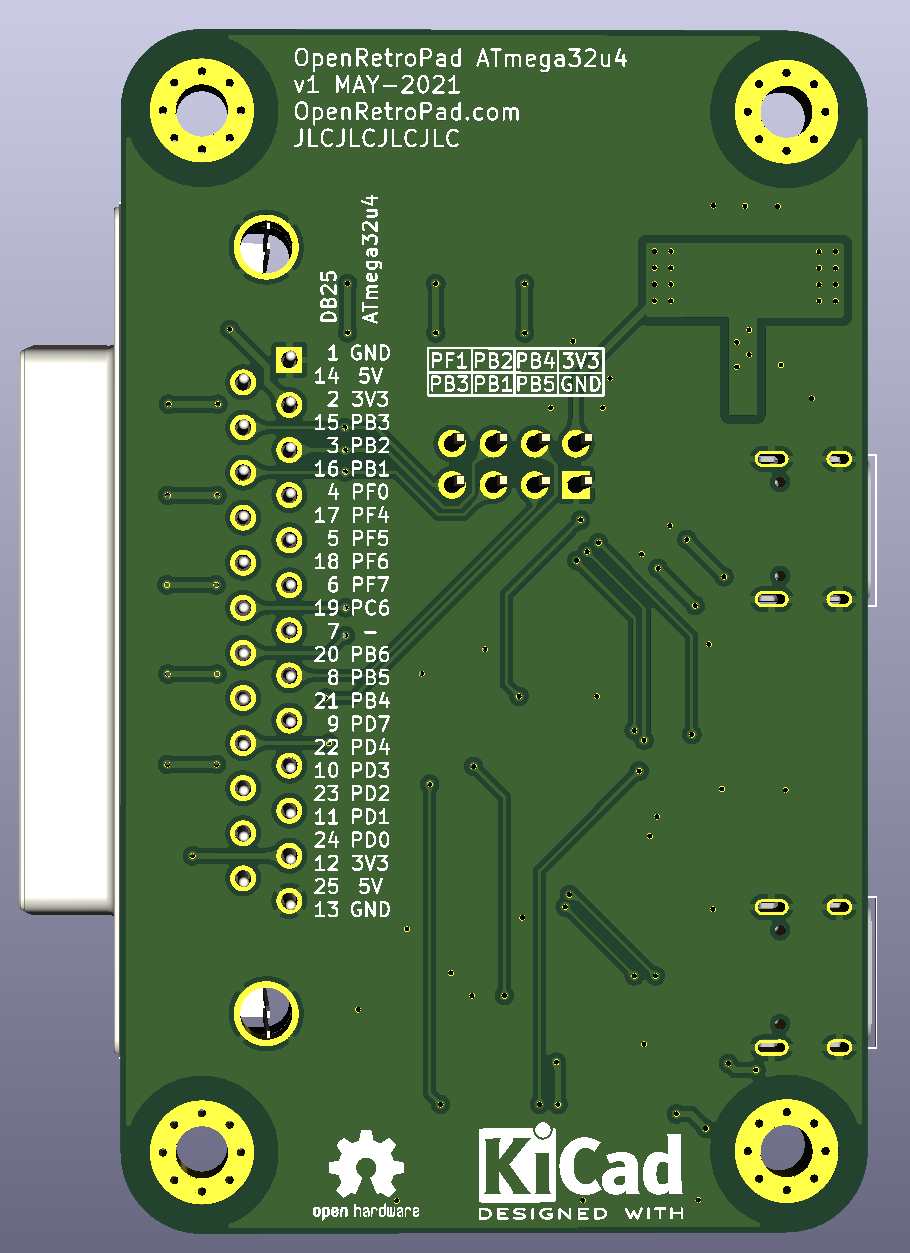 OpenRetroPad ATmega32u4
v1 MAY-2021
OpenRetroPad.com
JLCJLCJLCJLC
DB25 ATmega32u4
1 GND
14 5V
2 3V3
15 PB3
3 PB2
16 PB1
4 PF0
17 PF4
5 PF5
18 PF6
6 PF7
19 PC6
7 -
20 PB6
8 PB5
21 PB4
9 PD7
22 PD4
10 PD3
23 PD2
11 PD1
24 PD0
12 3V3
25 5V
13 GND
PF1 PB2 PB4 3V3
PB3 PB1 PB5 GND
open hardware
KiCad
DESIGNED WITH